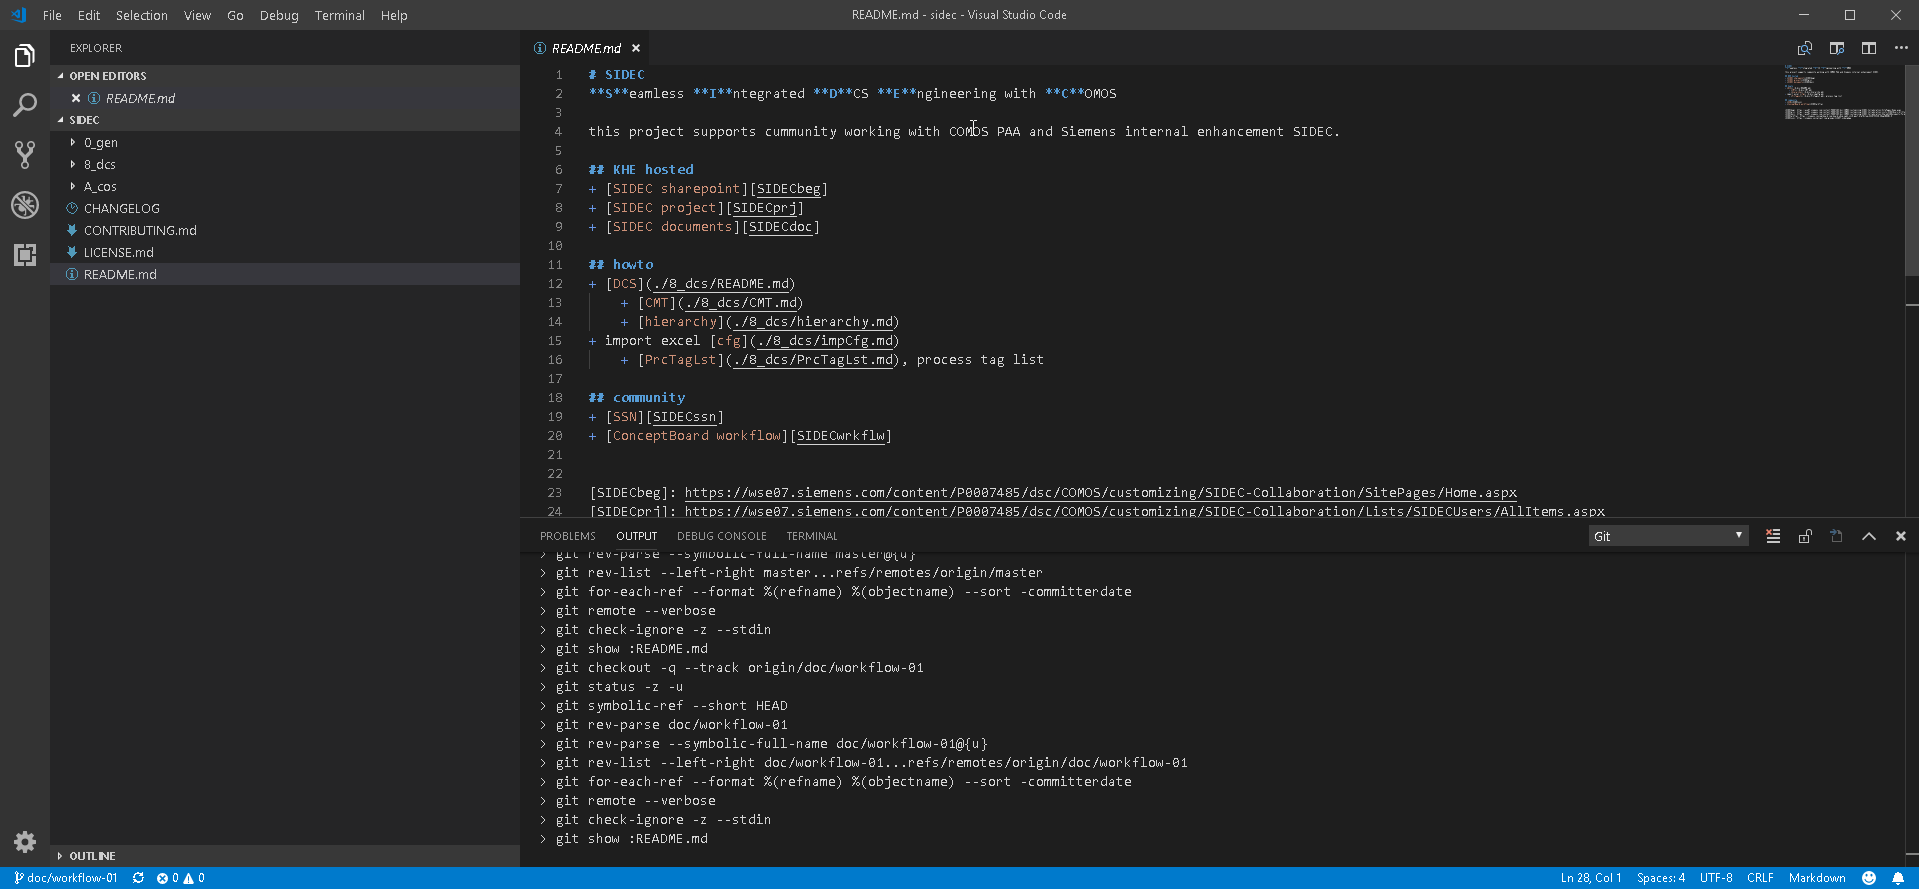 File Edit Selection View Go Debug Terminal Help
README.md - sidec - Visual Studio Code
EXPLORER
OPEN EDITORS
README.md
SIDEC
0_gen
8_dcs
A_cos
CHANGELOG
CONTRIBUTING.md
LICENSE.md
README.md
OUTLINE
README.md
1 # SIDEC
2 **S**eamless **I**ntegrated **D**CS **E**ngineering with **C**OMOS
3
4 this project supports cummunity working with COMOS PAA and Siemens internal enhancement SIDEC.
5
6 ## KHE hosted
7 + [SIDEC sharepoint][SIDECbeg]
8 + [SIDEC project][SIDECprj]
9 + [SIDEC documents][SIDECdoc]
10
11 ## howto
12 + [DCS](./8_dcs/README.md)
13 + [CMT](./8_dcs/CMT.md)
14 + [hierarchy](./8_dcs/hierarchy.md)
15 + import excel [cfg](./8_dcs/impCfg.md)
16 + [PrcTagLst](./8_dcs/PrcTagLst.md), process tag list
17
18 ## community
19 + [SSN][SIDECssn]
20 + [ConceptBoard workflow][SIDECwrkflw]
21
22
23 [SIDECbeg]: https://wse07.siemens.com/content/P0007485/dsc/COMOS/customizing/SIDEC-Collaboration/SitePages/Home.aspx
24 [SIDECprj]: https://wse07.siemens.com/content/P0007485/dsc/COMOS/customizing/SIDEC-Collaboration/Lists/SIDECUsers/AllItems.aspx
PROBLEMS OUTPUT DEBUG CONSOLE TERMINAL
Git
> git rev-parse --symbolic-full-name master@{u}
> git rev-list --left-right master...refs/remotes/origin/master
> git for-each-ref --format %(refname) %(objectname) --sort -committerdate
> git remote --verbose
> git check-ignore -z --stdin
> git show :README.md
> git checkout -q --track origin/doc/workflow-01
> git status -z -u
> git symbolic-ref --short HEAD
> git rev-parse doc/workflow-01
> git rev-parse --symbolic-full-name doc/workflow-01@{u}
> git rev-list --left-right doc/workflow-01...refs/remotes/origin/doc/workflow-01
> git for-each-ref --format %(refname) %(objectname) --sort -committerdate
> git remote --verbose
> git check-ignore -z --stdin
> git show :README.md
doc/workflow-01 0 0
Ln 28, Col 1 Spaces: 4 UTF-8 CRLF Markdown